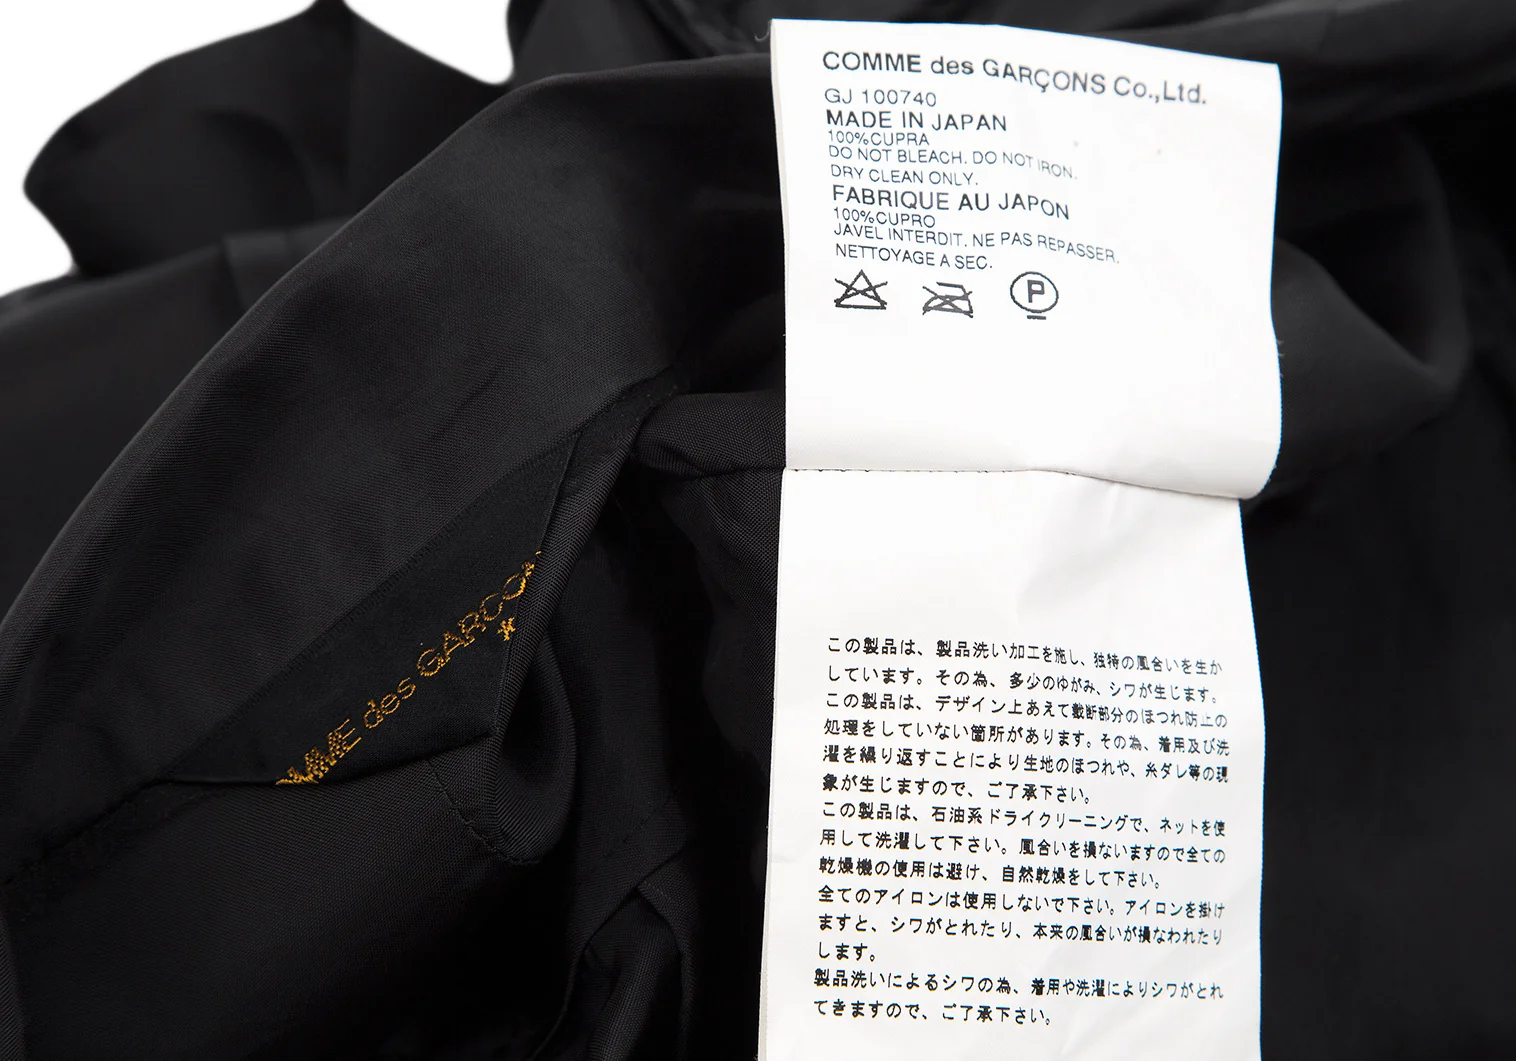 COMME des GARÇONS Co.,Ltd.
GJ 100740
MADE IN JAPAN
100%CUPRA
DO NOT BLEACH. DO NOT IRON.
DRY CLEAN ONLY.
FABRIQUE AU JAPON
100%CUPRO
JAVEL INTERDIT. NE PAS REPASSER.
NETTOYAGE A SEC.
P
MME des GARÇO
この製品は、製品洗い加工を施し、独特の風合いを生か
しています。その為、多少のゆがみ、シワが生じます。
この製品は、デザイン上あえて裁断部分のほつれ防止の
処理をしていない箇所があります。その為、着用及び洗
濯を繰り返すことにより生地のほつれや、糸ダレ等の現
象が生じますので、ご了承下さい。
この製品は、石油系ドライクリーニングで、ネットを使
用して洗濯して下さい。風合いを損ないますので全ての
乾燥機の使用は避け、自然乾燥をして下さい。
全てのアイロンは使用しないで下さい。アイロンを掛け
ますと、シワがとれたり、本来の風合いが損なわれたり
します。
製品洗いによるシワの為、着用や洗濯によりシワがとれ
てきますので、ご了承下さい。